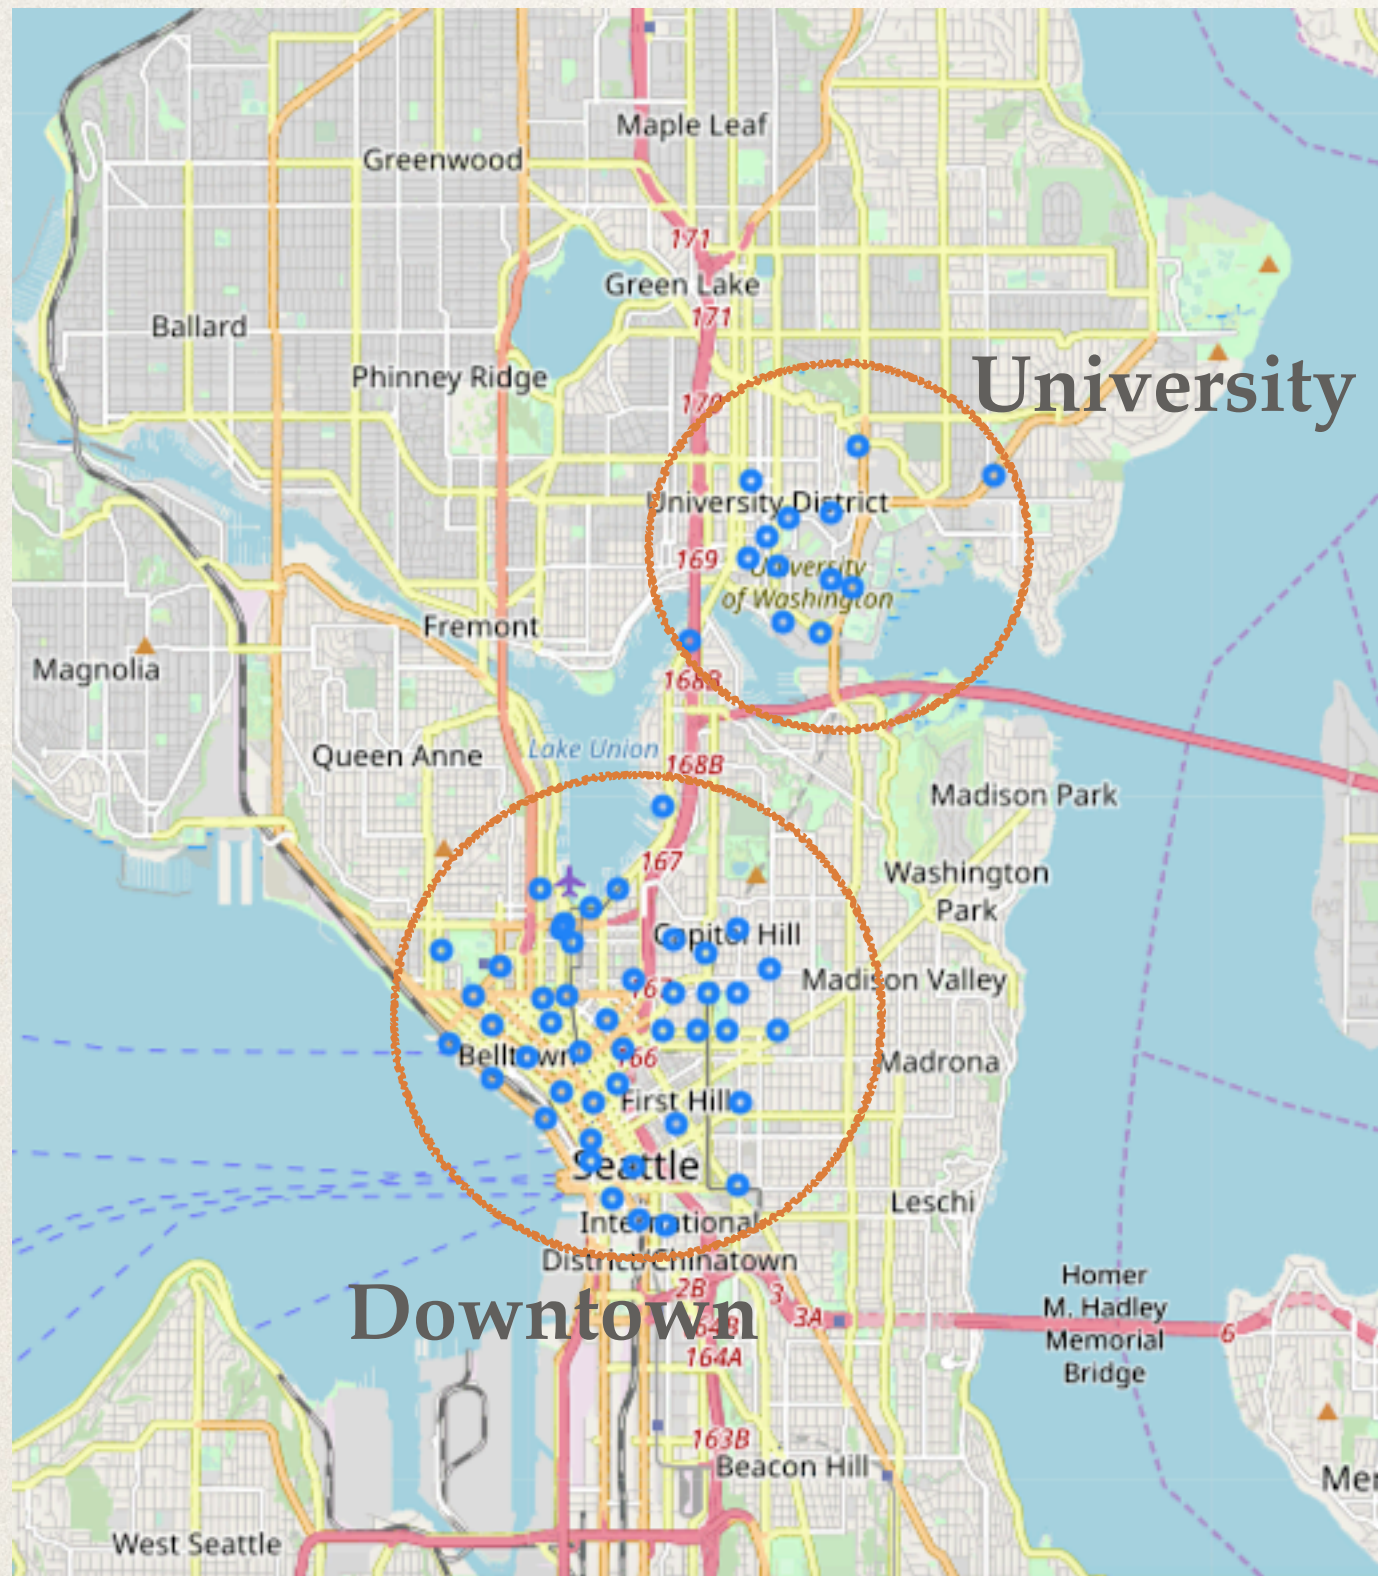 Maple Leaf
Greenwood
171
Green Lake
171
Ballard
University
Phinney Ridge
170
University District
169
University
of Washington
Fremont
Magnolia
168B
Lake Union
Queen Anne
168B
Madison Park
167
Washington
Park
Capitol Hill
Madison Valley
167
Belltown
166
Madrona
First Hill
Seattle
Leschi
International
District/Chinatown
Homer
M. Hadley
Memorial
Bridge
2B
3
3A
Downtown
164B
6
164A
163B
Beacon Hill
Mer
West Seattle